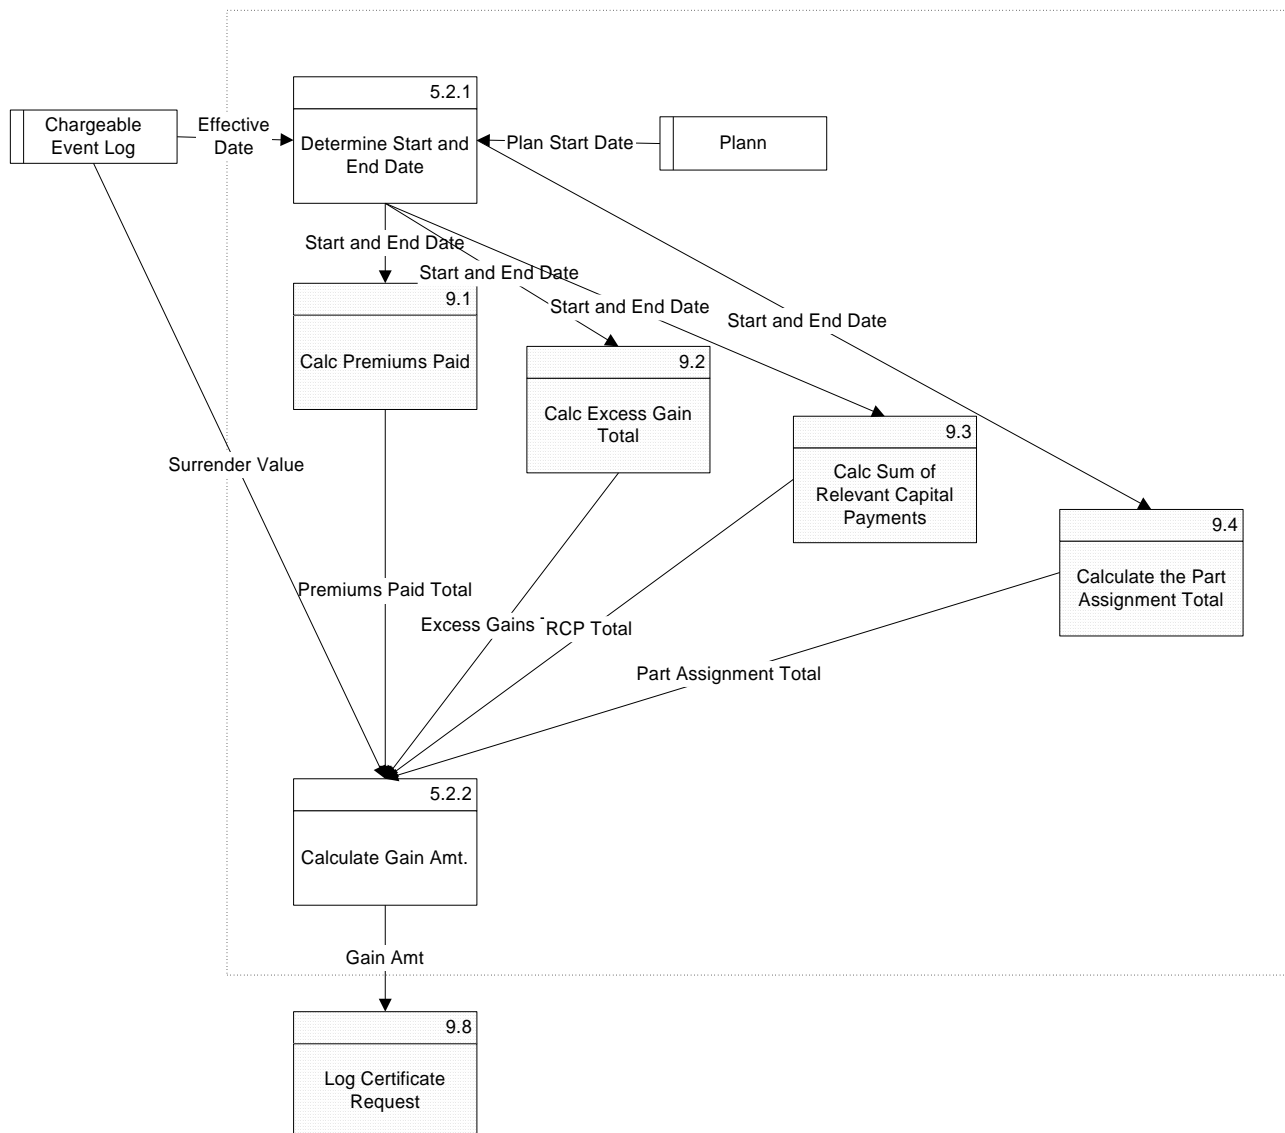 5.2.1
Chargeable
Event Log
Effective
Date
Determine Start and
End Date
Plan Start Date
Plann
Start and End Date
Start and End Date
Start and End Date
Start and End Date
9.1
Calc Premiums Paid
9.2
Calc Excess Gain
Total
9.3
Calc Sum of
Relevant Capital
Payments
9.4
Calculate the Part
Assignment Total
Surrender Value
Premiums Paid Total
Excess Gains
RCP Total
Part Assignment Total
5.2.2
Calculate Gain Amt.
Gain Amt
9.8
Log Certificate
Request